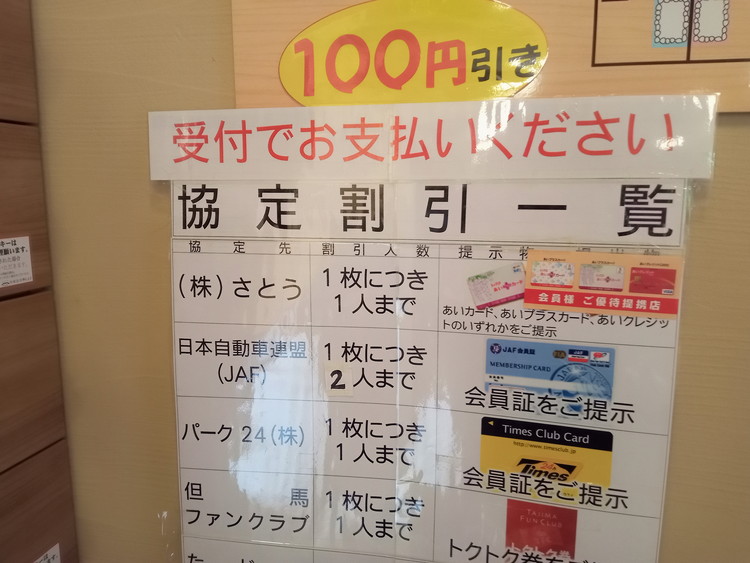 100円引き
受付でお支払いください
協定割引一覧
協定先 割引人数 提示物
(株)さとう
1枚につき
1人まで
会員様 ご優待提携店
あいカード、あいプラスカード、あいクレジッ
トのいずれかをご提示
日本自動車連盟
(JAF)
1枚につき
2人まで
JAF会員証
MEMBERSHIP CARD
会員証をご提示
パーク24(株)
1枚につき
1人まで
Times Club Card
http://www.timesclub.jp
Times
会員証をご提示
但馬
ファンクラブ
1枚につき
1人まで
TAJIMA
FUN CLUB